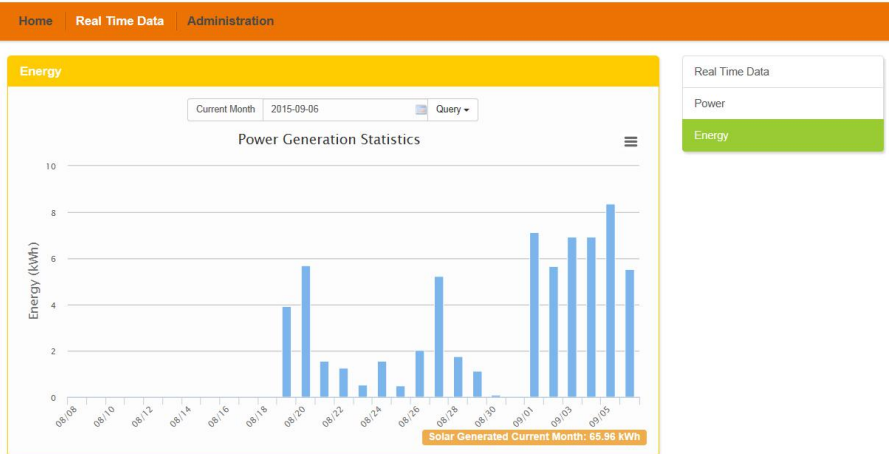 Home Real Time Data Administration
Energy
Current Month 2015-09-06 Query
Power Generation Statistics
10
8
6
4
2
0
Energy (kWh)
08/08 08/10 08/12 08/14 08/16 08/18 08/20 08/22 08/24 08/26 08/28 08/30 09/01 09/03 09/05
Solar Generated Current Month: 65.96 kWh
Real Time Data
Power
Energy